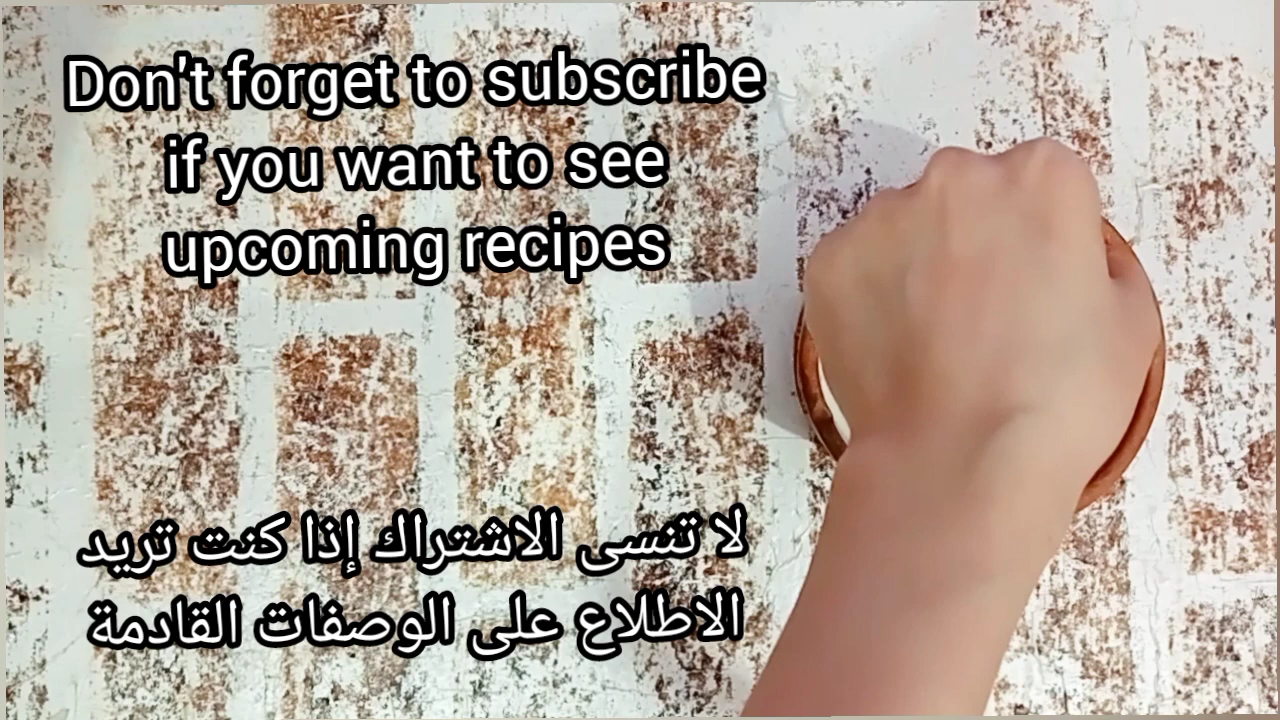 Don't forget to subscribe
if you want to see
upcoming recipes
لا تنسى الاشتراك إذا كنت تريد
الاطلاع على الوصفات القادمة